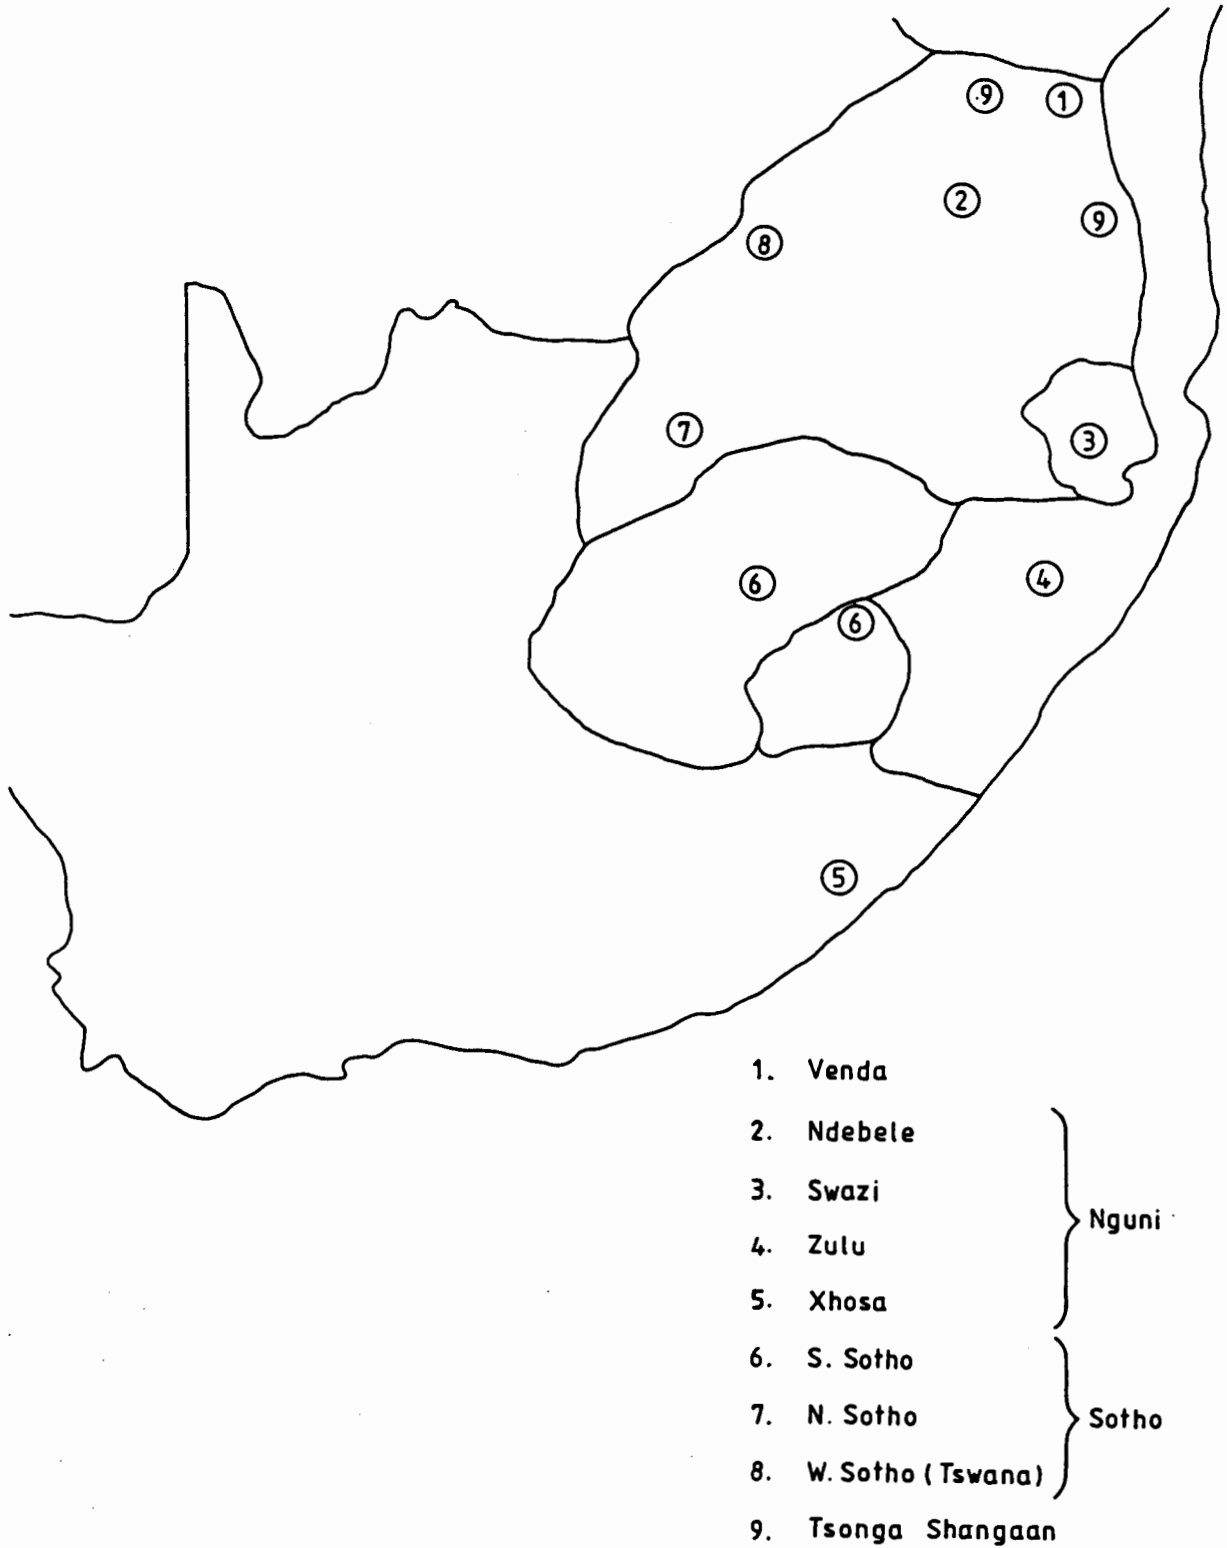 9 1
2
9
8
7
3
6
4
6
5
1. Venda
2. Ndebele
3. Swazi
Nguni
4. Zulu
5. Xhosa
6. S. Sotho
7. N. Sotho
Sotho
8. W. Sotho (Tswana)
9. Tsonga Shangaan